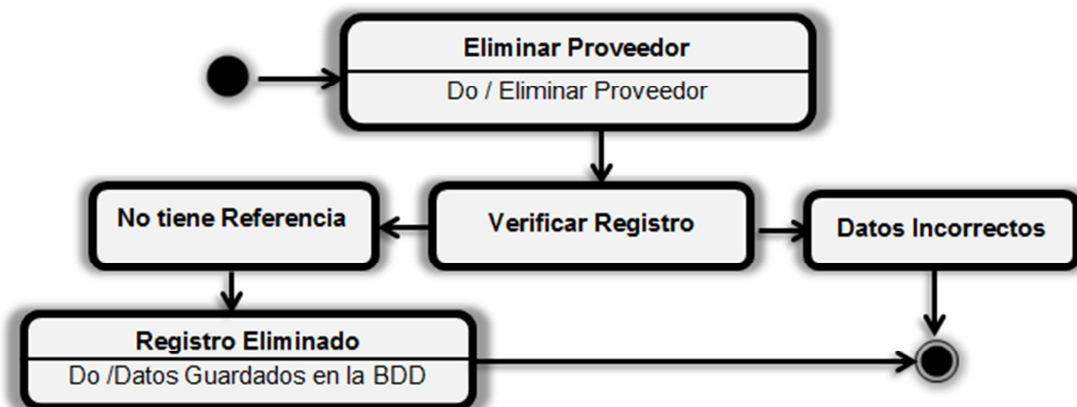 Eliminar Proveedor
Do / Eliminar Proveedor
No tiene Referencia
Verificar Registro
Datos Incorrectos
Registro Eliminado
Do /Datos Guardados en la BDD